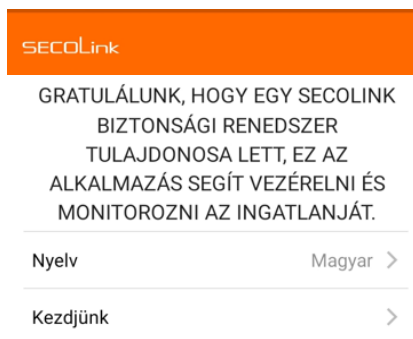 SECOLink
GRATULÁLUNK, HOGY EGY SECOLINK
BIZTONSÁGI RENEDSZER
TULAJDONOSA LETT, EZ AZ
ALKALMAZÁS SEGÍT VEZÉRELNI ÉS
MONITOROZNI AZ INGATLANJÁT.
Nyelv Magyar
Kezdjünk